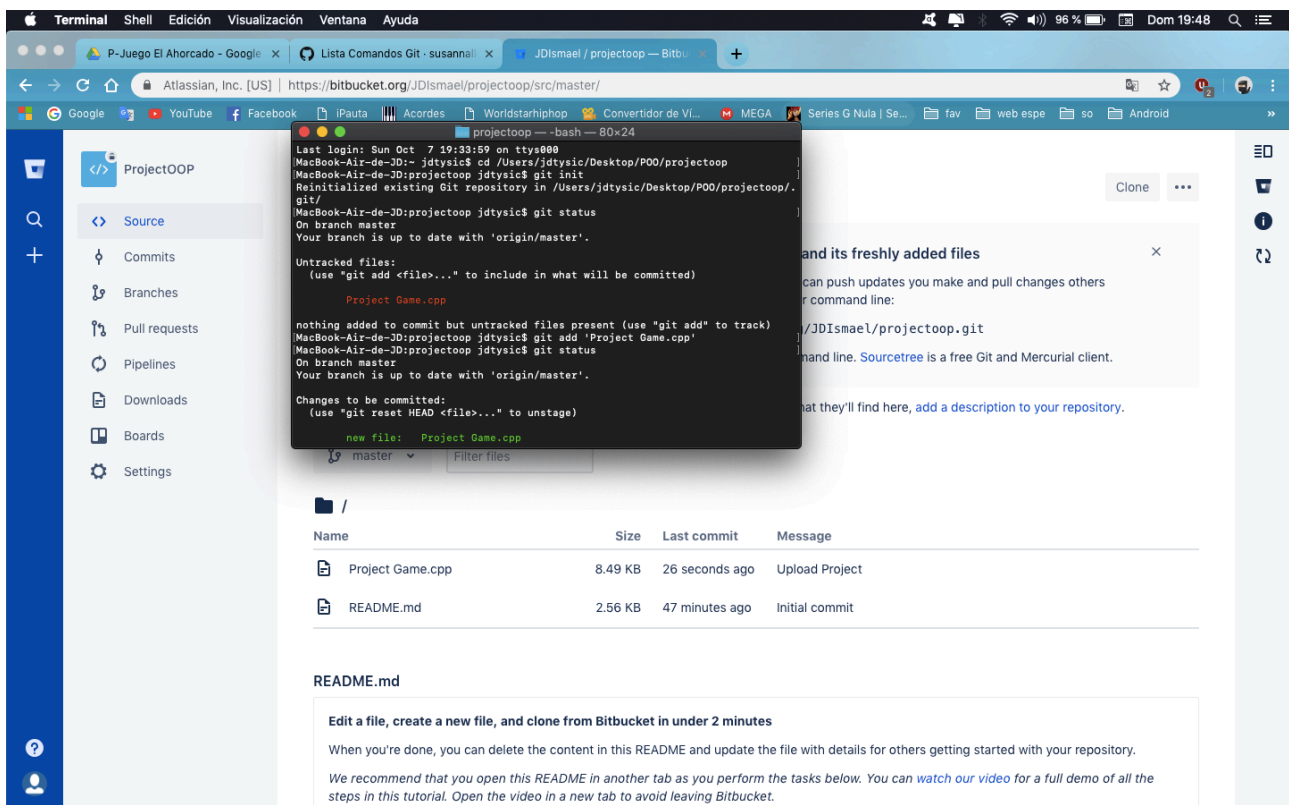 Terminal Shell Edición Visualización Ventana Ayuda 96 % Dom 19:48
P-Juego El Ahorcado - Google Lista Comandos Git · susannal JDIsmael / projectoop — Bitbu
Atlassian, Inc. [US] https://bitbucket.org/JDIsmael/projectoop/src/master/ 2
Google YouTube Facebook iPauta Acordes Worldstarhiphop Convertidor de Ví... MEGA Series G Nula | Se... fav web espe so Android »
ProjectOOP
Source
Commits
Branches
Pull requests
Pipelines
Downloads
Boards
Settings
projectoop — -bash — 80×24
Last login: Sun Oct 7 19:33:59 on ttys000
[MacBook-Air-de-JD:~ jdtysic$ cd /Users/jdtysic/Desktop/POO/projectoop ]
[MacBook-Air-de-JD:projectoop jdtysic$ git init ]
Reinitialized existing Git repository in /Users/jdtysic/Desktop/POO/projectoop/.
git/
[MacBook-Air-de-JD:projectoop jdtysic$ git status ]
On branch master
Your branch is up to date with 'origin/master'.
Untracked files:
(use "git add <file>..." to include in what will be committed)
Project Game.cpp
nothing added to commit but untracked files present (use "git add" to track)
[MacBook-Air-de-JD:projectoop jdtysic$ git add 'Project Game.cpp' ]
[MacBook-Air-de-JD:projectoop jdtysic$ git status ]
On branch master
Your branch is up to date with 'origin/master'.
Changes to be committed:
(use "git reset HEAD <file>..." to unstage)
new file: Project Game.cpp
Clone •••
and its freshly added files
can push updates you make and pull changes others
r command line:
/JDIsmael/projectoop.git
mand line. Sourcetree is a free Git and Mercurial client.
hat they'll find here, add a description to your repository.
master Filter files
/
Name Size Last commit Message
Project Game.cpp 8.49 KB 26 seconds ago Upload Project
README.md 2.56 KB 47 minutes ago Initial commit
README.md
Edit a file, create a new file, and clone from Bitbucket in under 2 minutes
When you're done, you can delete the content in this README and update the file with details for others getting started with your repository.
We recommend that you open this README in another tab as you perform the tasks below. You can watch our video for a full demo of all the
steps in this tutorial. Open the video in a new tab to avoid leaving Bitbucket.